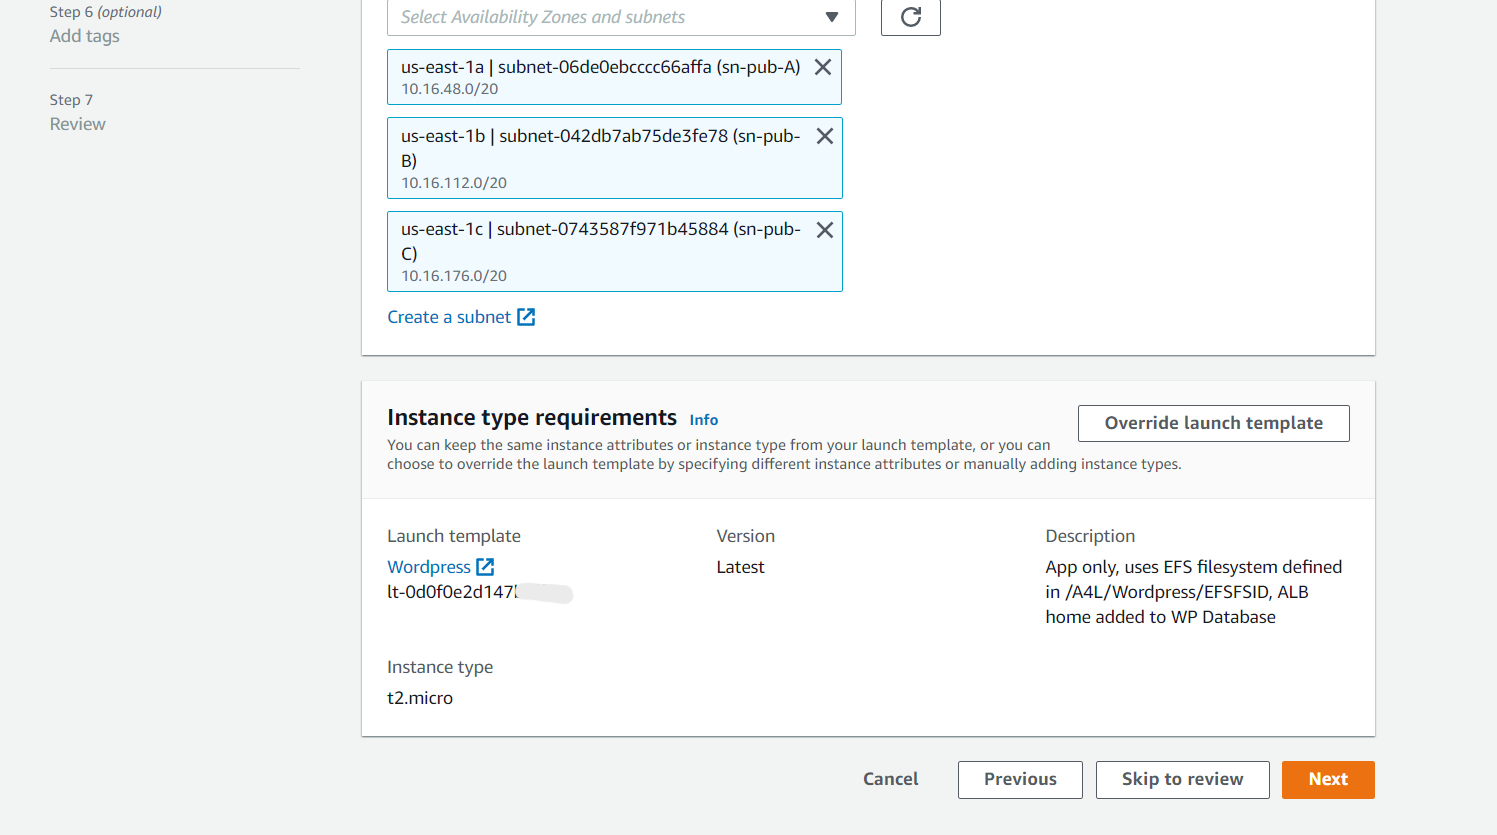 Step 6 (optional)
Add tags
Step 7
Review
Select Availability Zones and subnets
us-east-1a | subnet-06de0ebcccc66affa (sn-pub-A)
10.16.48.0/20
us-east-1b | subnet-042db7ab75de3fe78 (sn-pub-
B)
10.16.112.0/20
us-east-1c | subnet-0743587f971b45884 (sn-pub-
C)
10.16.176.0/20
Create a subnet
Instance type requirements Info
Override launch template
You can keep the same instance attributes or instance type from your launch template, or you can
choose to override the launch template by specifying different instance attributes or manually adding instance types.
Launch template
Wordpress
lt-0d0f0e2d147
Version
Latest
Description
App only, uses EFS filesystem defined
in /A4L/Wordpress/EFSFSID, ALB
home added to WP Database
Instance type
t2.micro
Cancel
Previous
Skip to review
Next